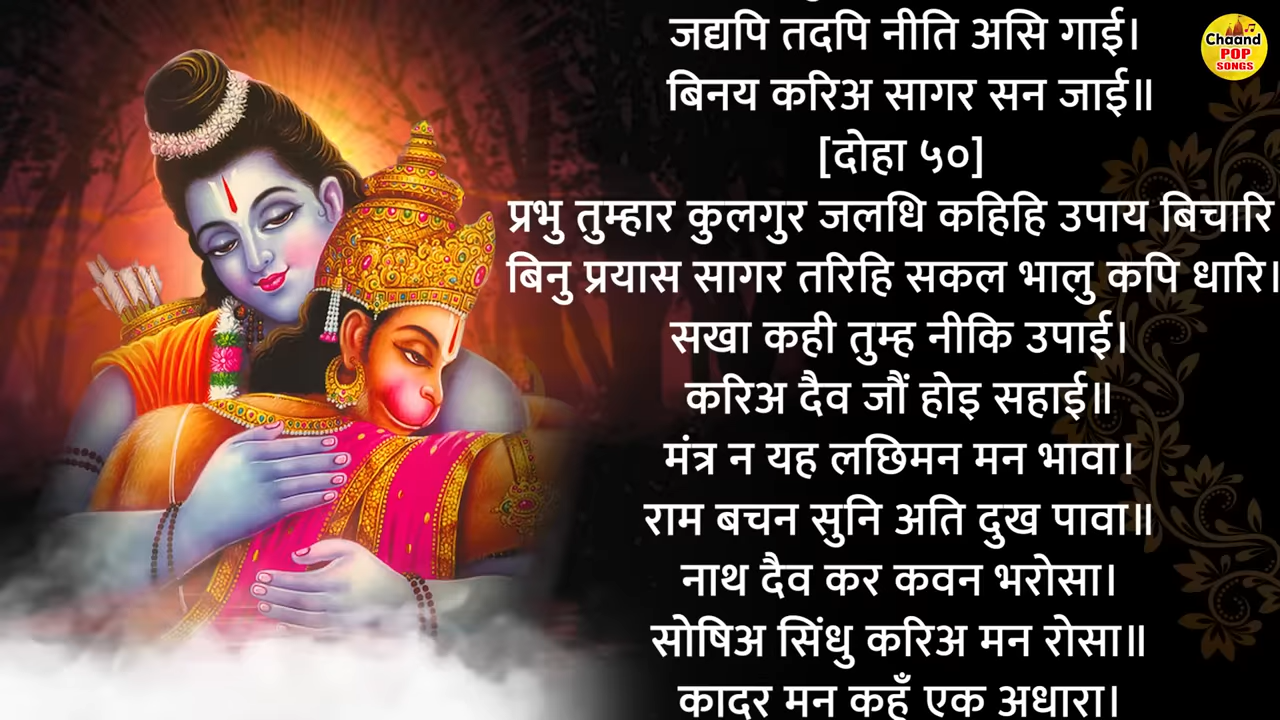 जद्यपि तदपि नीति असि गाई।
बिनय करिअ सागर सन जाई॥
[दोहा ५०]
प्रभु तुम्हार कुलगुर जलधि कहिहि उपाय बिचारि
बिनु प्रयास सागर तरिहि सकल भालु कपि धारि।
सखा कही तुम्ह नीकि उपाई।
करिअ दैव जौं होइ सहाई॥
मंत्र न यह लछिमन मन भावा।
राम बचन सुनि अति दुख पावा॥
नाथ दैव कर कवन भरोसा।
सोषिअ सिंधु करिअ मन रोसा॥
कादर मन कहुँ एक अधारा।
Chaand
POP
SONGS